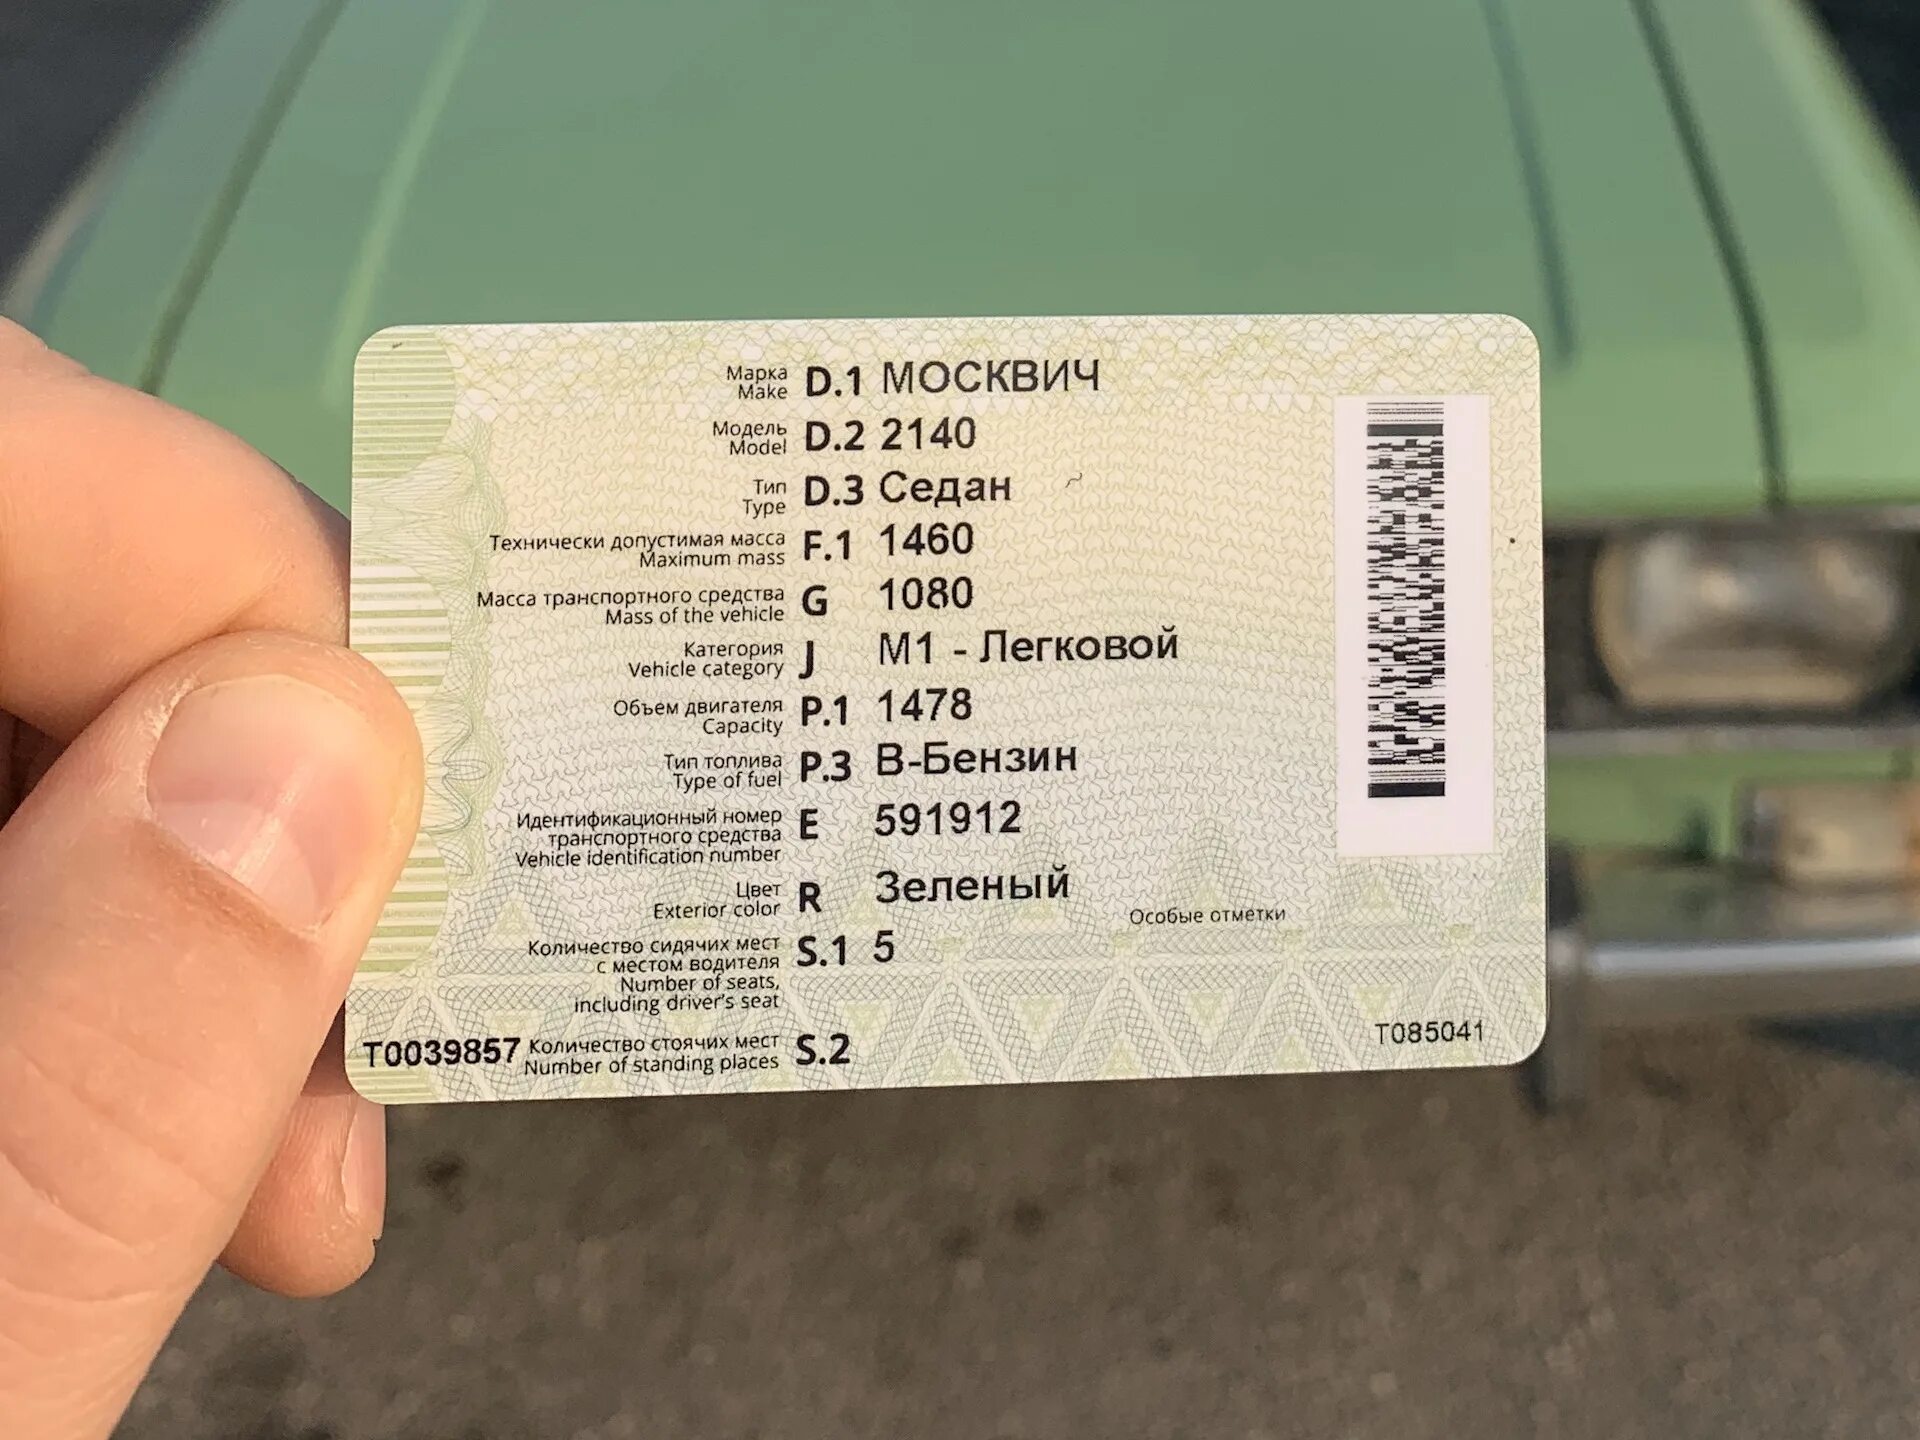 Марка
Make D.1 МОСКВИЧ
Модель
Model D.2 2140
Тип
Type D.3 Седан
Технически допустимая масса
Maximum mass F.1 1460
Масса транспортного средства
Mass of the vehicle G 1080
Категория
Vehicle category J M1 - Легковой
Объем двигателя
Capacity P.1 1478
Тип топлива
Type of fuel P.3 В-Бензин
Идентификационный номер
транспортного средства E 591912
Vehicle identification number
Цвет
Exterior color R Зеленый
Особые отметки
Количество сидячих мест
с местом водителя S.1 5
Number of seats,
including driver's seat
T0039857 Количество стоячих мест
Number of standing places S.2
T085041